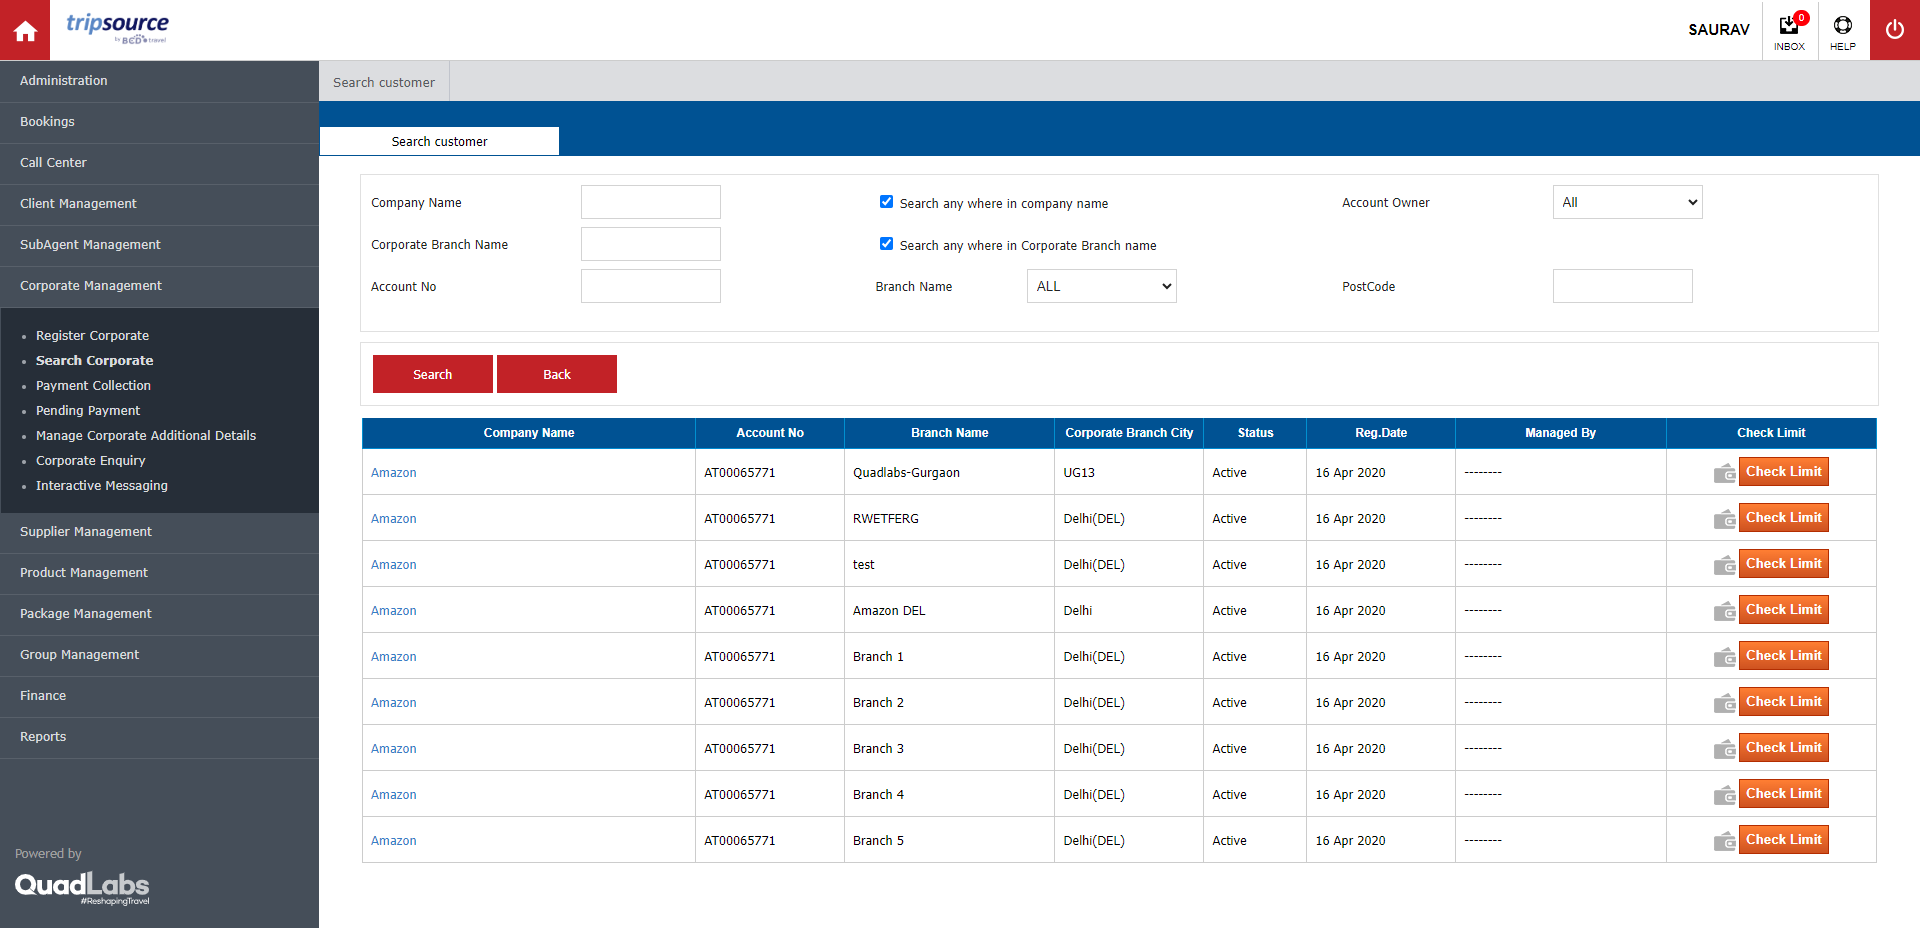 tripsource
by BCD travel
SAURAV
0
INBOX
HELP
Administration
Bookings
Call Center
Client Management
SubAgent Management
Corporate Management
Register Corporate
Search Corporate
Payment Collection
Pending Payment
Manage Corporate Additional Details
Corporate Enquiry
Interactive Messaging
Supplier Management
Product Management
Package Management
Group Management
Finance
Reports
Powered by
QuadLabs
#ReshapingTravel
Search customer
Search customer
Company Name Search any where in company name Account Owner All
Corporate Branch Name Search any where in Corporate Branch name
Account No Branch Name ALL PostCode
Search Back
Company Name Account No Branch Name Corporate Branch City Status Reg.Date Managed By Check Limit
Amazon AT00065771 Quadlabs-Gurgaon UG13 Active 16 Apr 2020 -------- Check Limit
Amazon AT00065771 RWETFERG Delhi(DEL) Active 16 Apr 2020 -------- Check Limit
Amazon AT00065771 test Delhi(DEL) Active 16 Apr 2020 -------- Check Limit
Amazon AT00065771 Amazon DEL Delhi Active 16 Apr 2020 -------- Check Limit
Amazon AT00065771 Branch 1 Delhi(DEL) Active 16 Apr 2020 -------- Check Limit
Amazon AT00065771 Branch 2 Delhi(DEL) Active 16 Apr 2020 -------- Check Limit
Amazon AT00065771 Branch 3 Delhi(DEL) Active 16 Apr 2020 -------- Check Limit
Amazon AT00065771 Branch 4 Delhi(DEL) Active 16 Apr 2020 -------- Check Limit
Amazon AT00065771 Branch 5 Delhi(DEL) Active 16 Apr 2020 -------- Check Limit